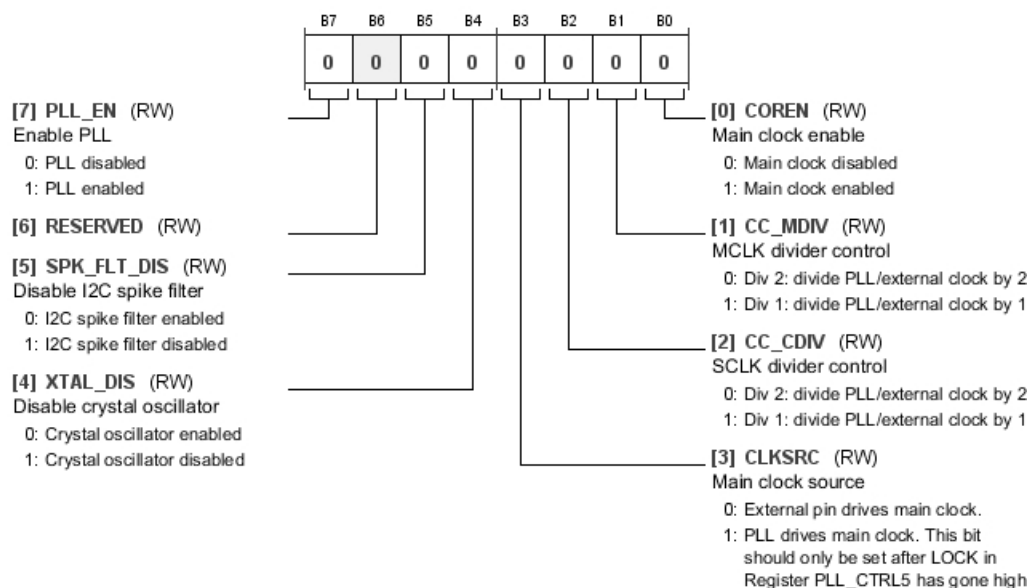 B7 B6 B5 B4 B3 B2 B1 B0
0 0 0 0 0 0 0 0
[7] PLL_EN (RW)
Enable PLL
0: PLL disabled
1: PLL enabled
[6] RESERVED (RW)
[5] SPK_FLT_DIS (RW)
Disable I2C spike filter
0: I2C spike filter enabled
1: I2C spike filter disabled
[4] XTAL_DIS (RW)
Disable crystal oscillator
0: Crystal oscillator enabled
1: Crystal oscillator disabled
[0] COREN (RW)
Main clock enable
0: Main clock disabled
1: Main clock enabled
[1] CC_MDIV (RW)
MCLK divider control
0: Div 2: divide PLL/external clock by 2
1: Div 1: divide PLL/external clock by 1
[2] CC_CDIV (RW)
SCLK divider control
0: Div 2: divide PLL/external clock by 2
1: Div 1: divide PLL/external clock by 1
[3] CLKSRC (RW)
Main clock source
0: External pin drives main clock.
1: PLL drives main clock. This bit
should only be set after LOCK in
Register PLL_CTRL5 has gone high